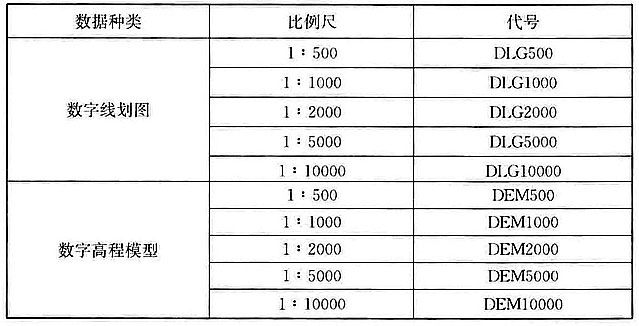 数据种类 比例尺 代号
1∶500 DLG500
1∶1000 DLG1000
数字线划图 1∶2000 DLG2000
1∶5000 DLG5000
1∶10000 DLG10000
1∶500 DEM500
1∶1000 DEM1000
数字高程模型 1∶2000 DEM2000
1∶5000 DEM5000
1∶10000 DEM10000